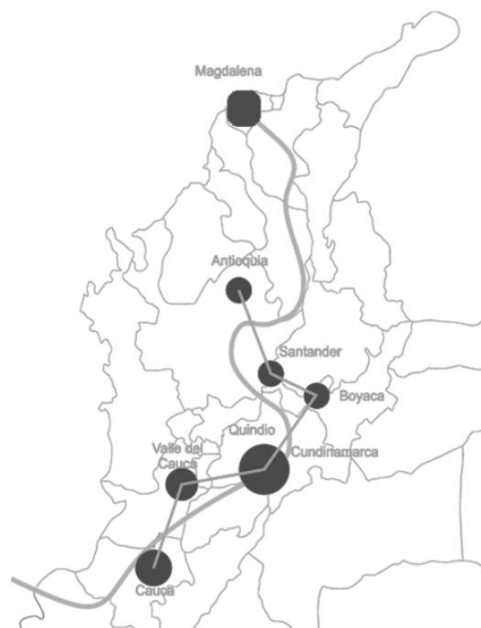 Magdalena
Antioquia
Santander
Boyaca
Quindio
Valle del
Cauca
Cundinamarca
Cauca